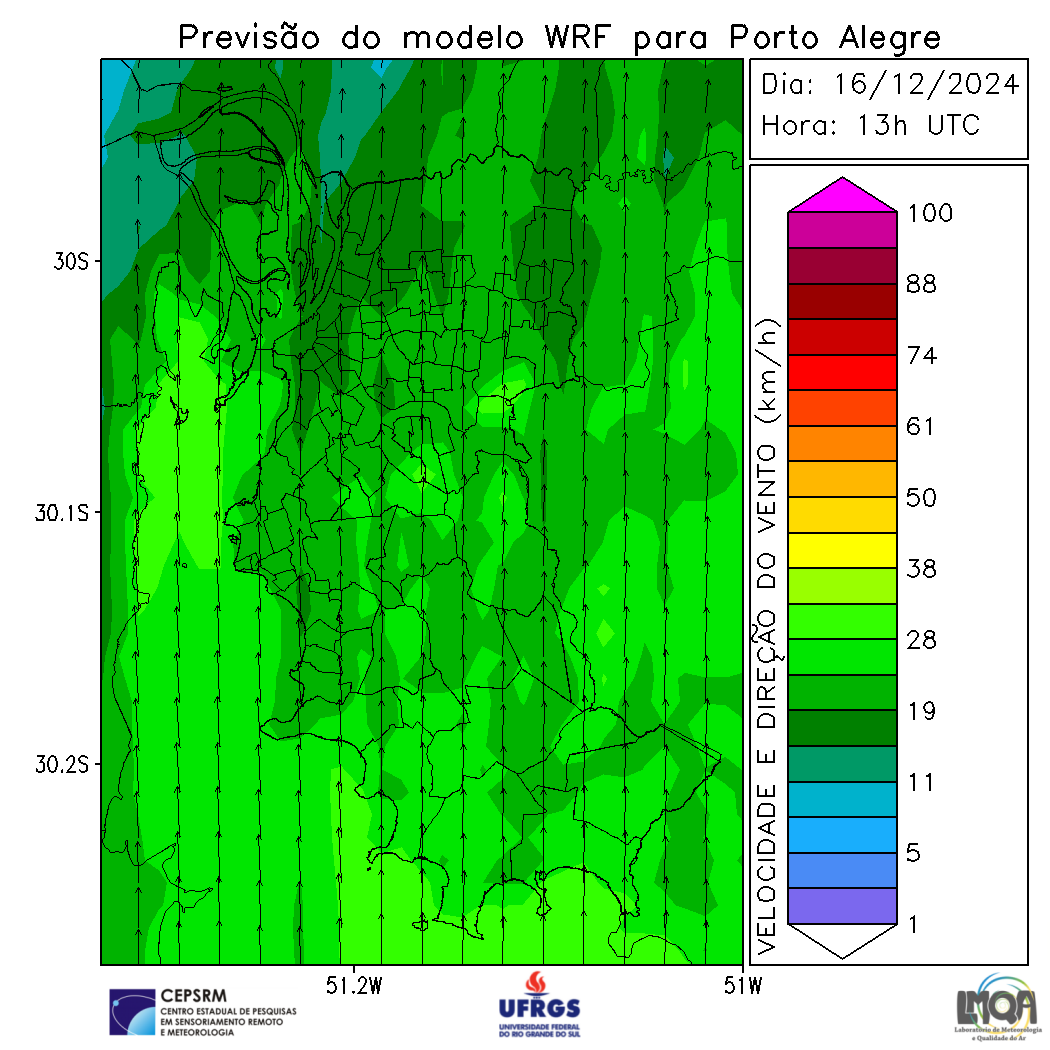 Previsão do modelo WRF para Porto Alegre
Dia: 16/12/2024
Hora: 13h UTC
30S
30.1S
30.2S
51.2W
51W
VELOCIDADE E DIREÇÃO DO VENTO (km/h)
100
88
74
61
50
38
28
19
11
5
1
CEPSRM
CENTRO ESTADUAL DE PESQUISAS
EM SENSORIAMENTO REMOTO
E METEOROLOGIA
UFRGS
UNIVERSIDADE FEDERAL
DO RIO GRANDE DO SUL
LMQA
Laboratório de Meteorologia
e Qualidade do Ar